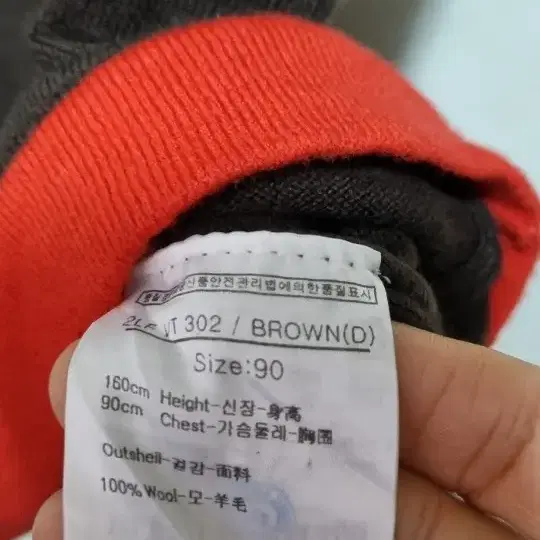 품질경영및공산품안전관리법에의한품질표시
VT 302 / BROWN(D)
Size:90
160cm Height-신장-身高
90cm Chest-가슴둘레-胸围
Outshell-겉감-面料
100% Wool-모-羊毛